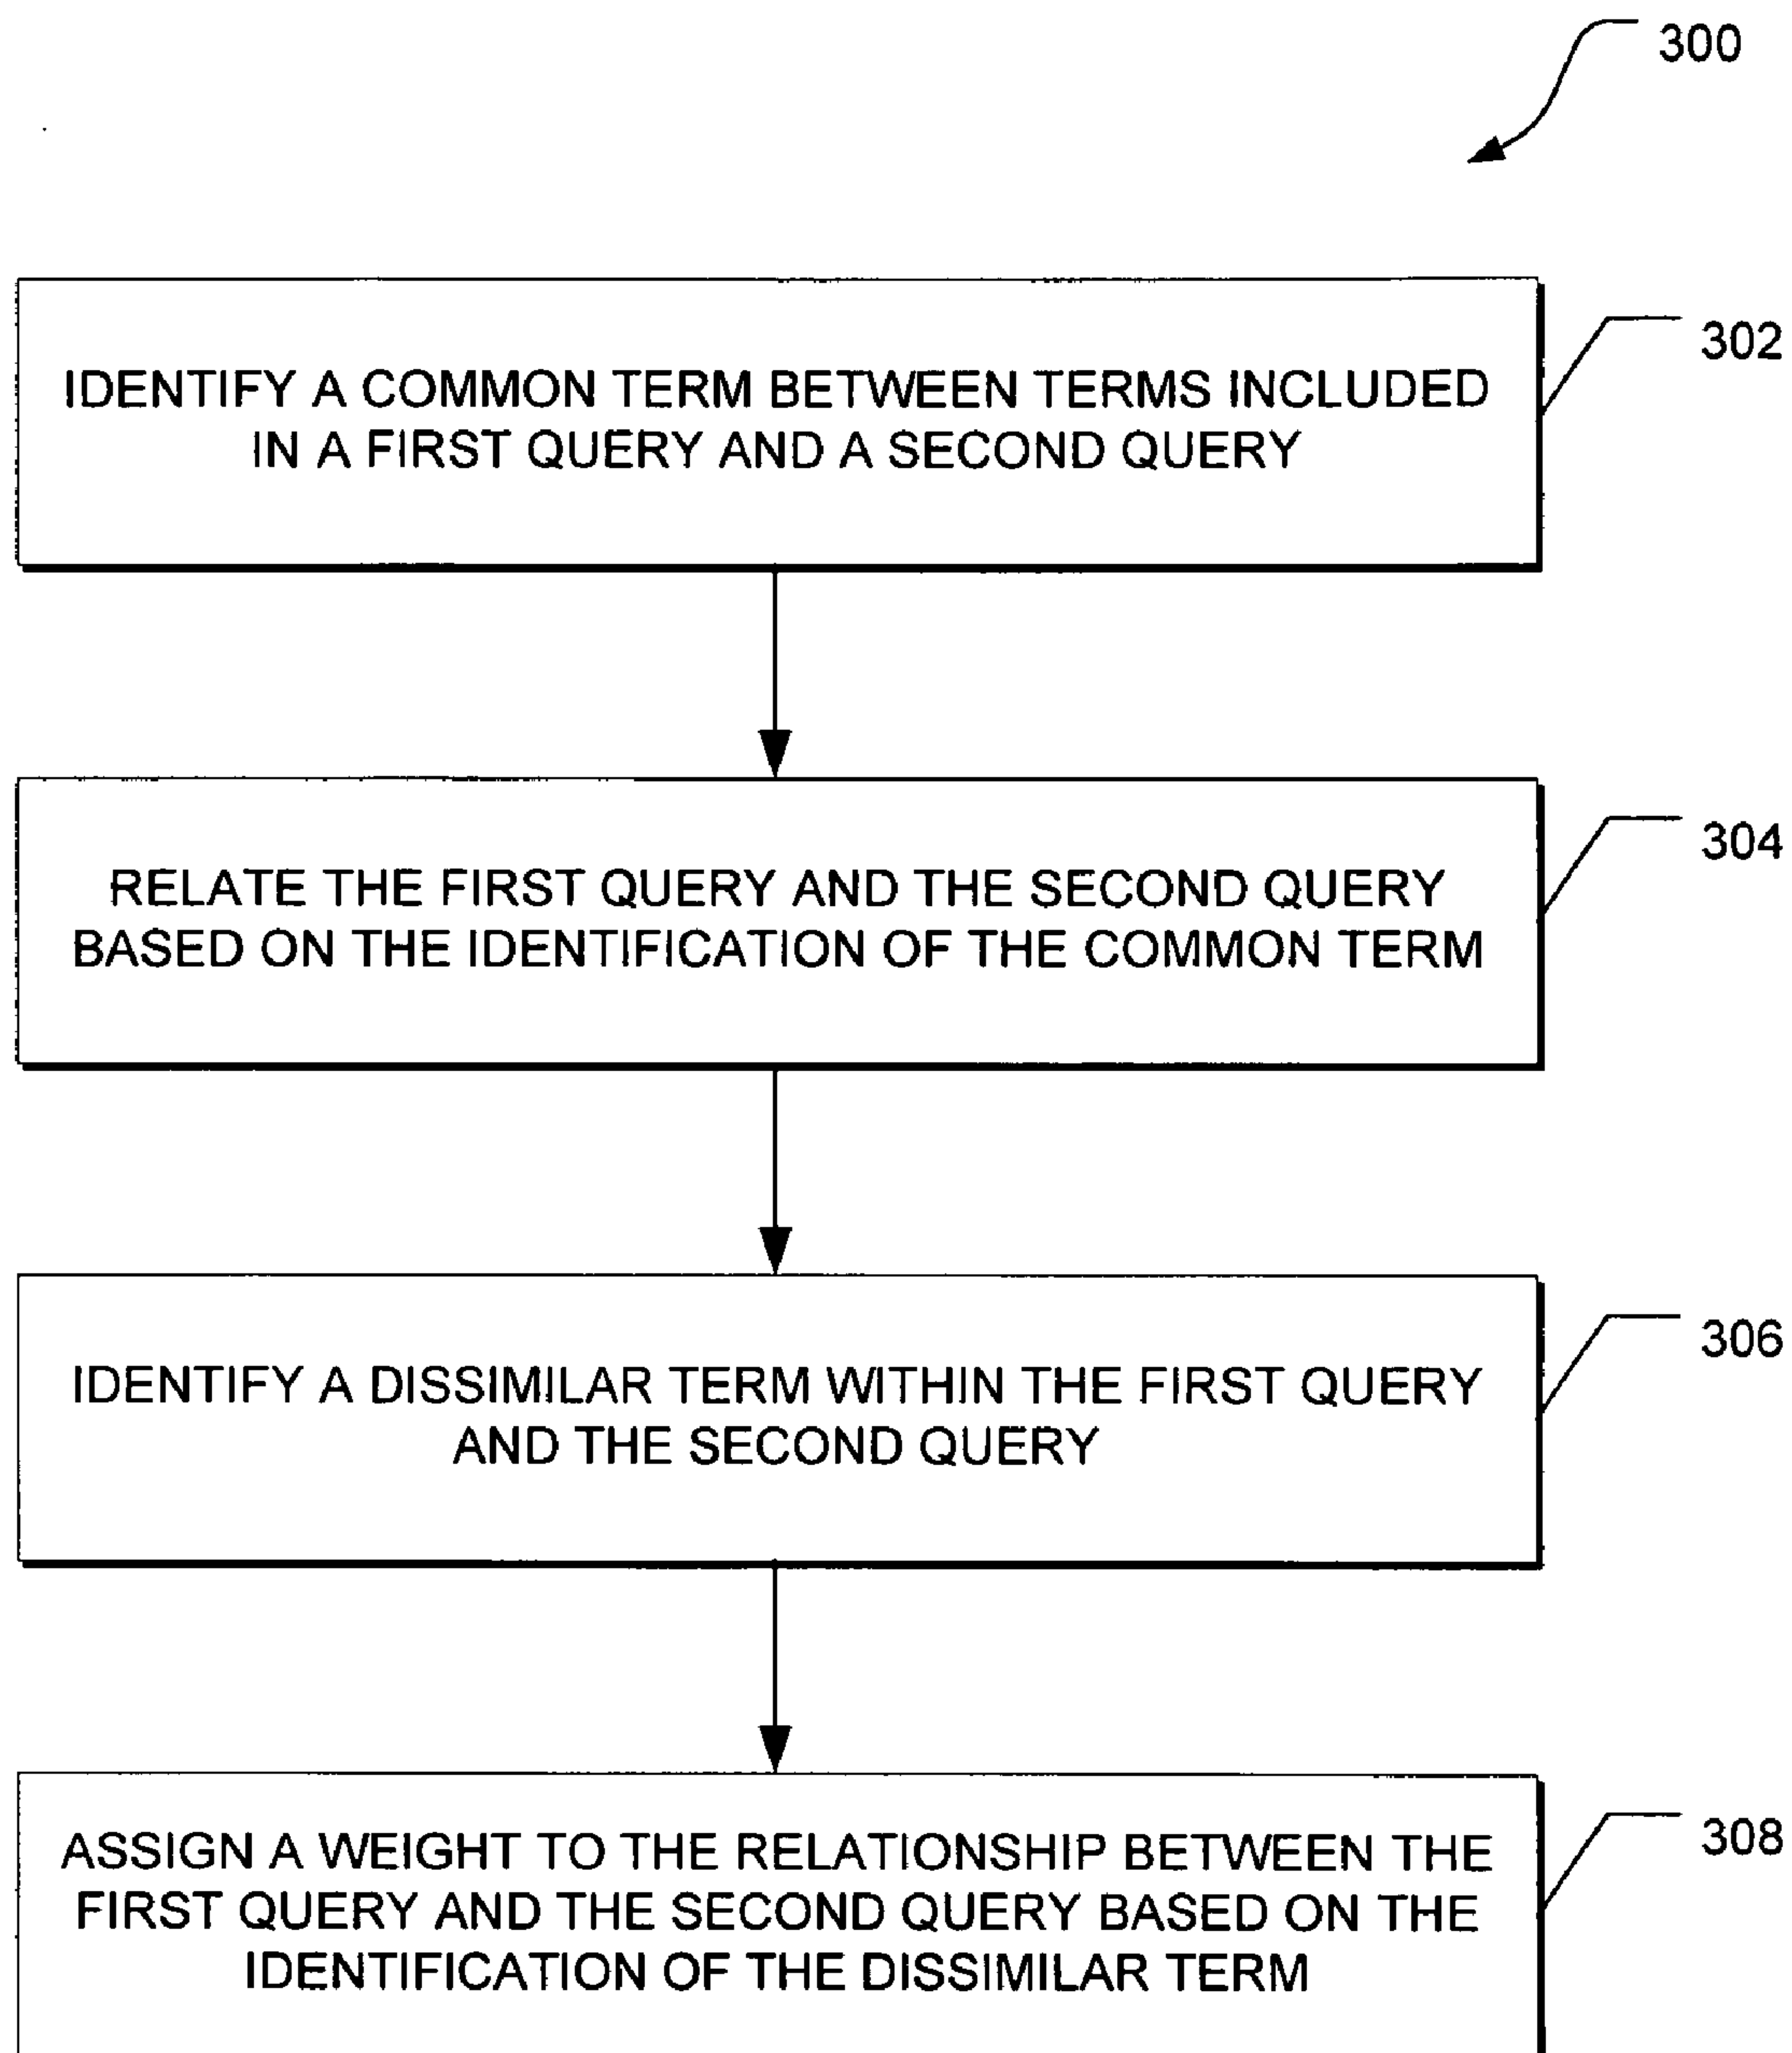 300
IDENTIFY A COMMON TERM BETWEEN TERMS INCLUDED
IN A FIRST QUERY AND A SECOND QUERY
302
RELATE THE FIRST QUERY AND THE SECOND QUERY
BASED ON THE IDENTIFICATION OF THE COMMON TERM
304
IDENTIFY A DISSIMILAR TERM WITHIN THE FIRST QUERY
AND THE SECOND QUERY
306
ASSIGN A WEIGHT TO THE RELATIONSHIP BETWEEN THE
FIRST QUERY AND THE SECOND QUERY BASED ON THE
IDENTIFICATION OF THE DISSIMILAR TERM
308